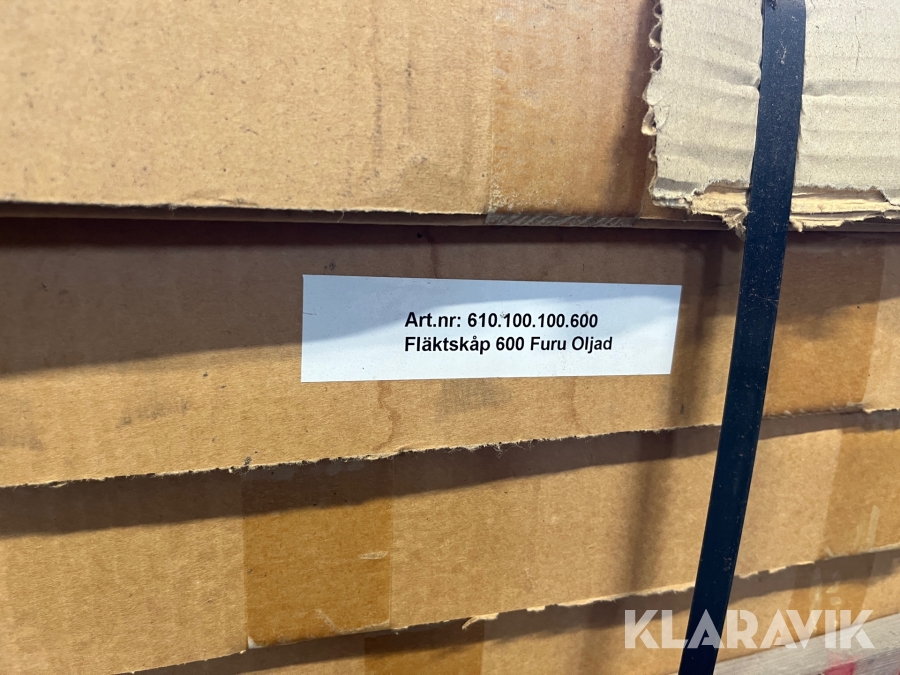 Art.nr: 610.100.100.600
Fläktskåp 600 Furu Oljad
KLARAVIK